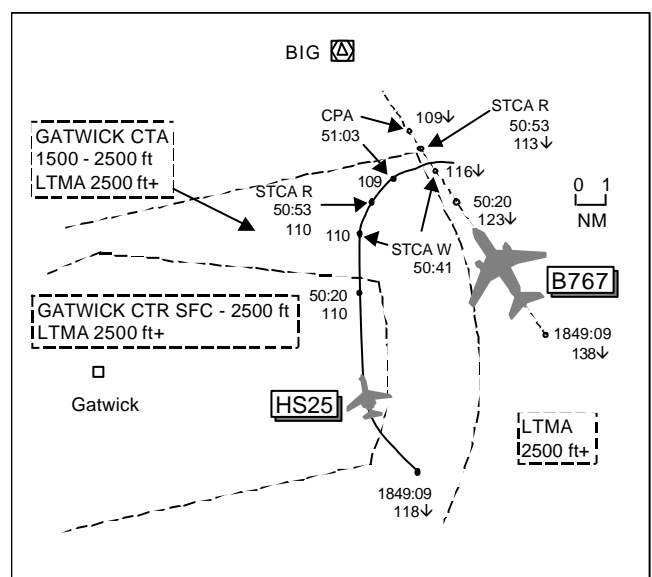 BIG
CPA
51:03
109↓
STCA R
50:53
113↓
GATWICK CTA
1500 - 2500 ft
LTMA 2500 ft+
109
116↓
STCA R
50:53
110
110
STCA W
50:41
50:20
123↓
0 1
NM
B767
GATWICK CTR SFC - 2500 ft
LTMA 2500 ft+
50:20
110
1849:09
138↓
Gatwick
HS25
LTMA
2500 ft+
1849:09
118↓